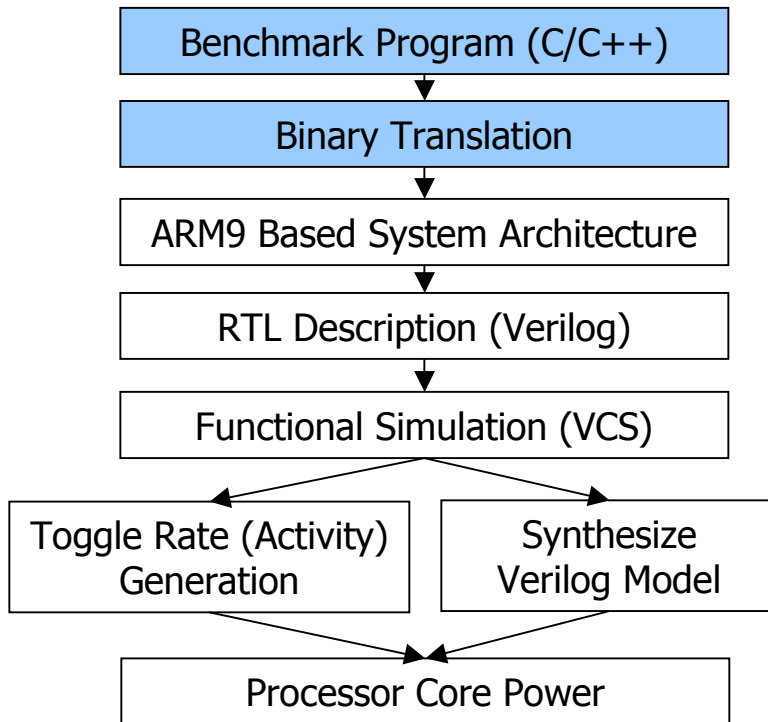 Benchmark Program (C/C++)
Binary Translation
ARM9 Based System Architecture
RTL Description (Verilog)
Functional Simulation (VCS)
Toggle Rate (Activity)
Generation
Synthesize
Verilog Model
Processor Core Power